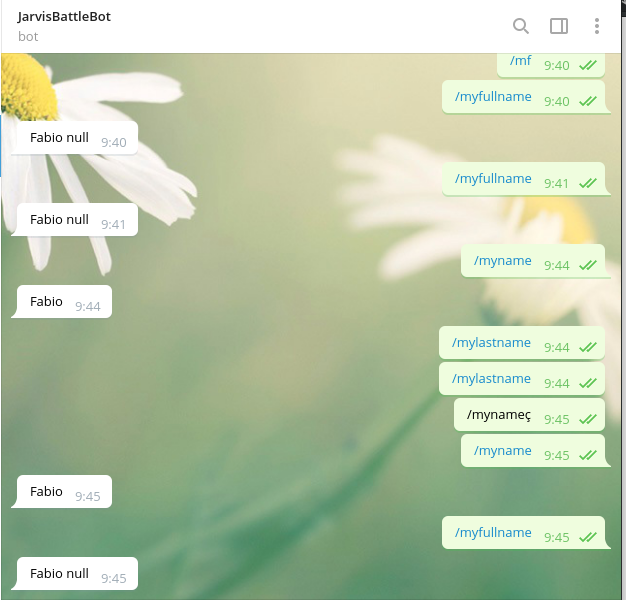 JarvisBattleBot
bot
/mf 9:40
/myfullname 9:40
Fabio null 9:40
/myfullname 9:41
Fabio null 9:41
/myname 9:44
Fabio 9:44
/mylastname 9:44
/mylastname 9:44
/mynameç 9:45
/myname 9:45
Fabio 9:45
/myfullname 9:45
Fabio null 9:45